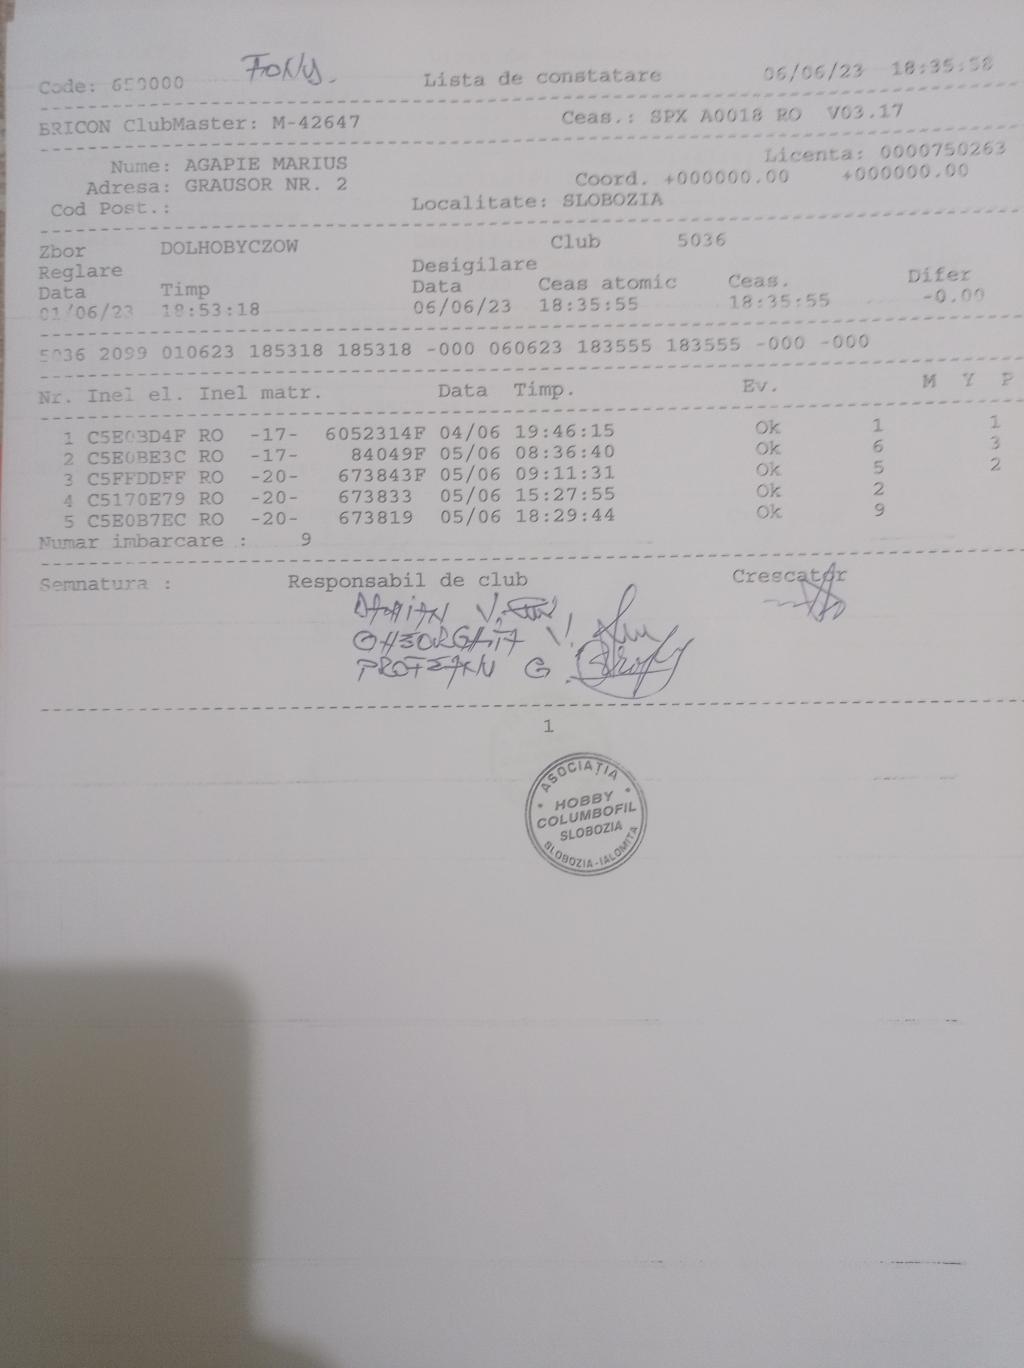 Code: 650000 Fony. Lista de constatare 06/06/23 18:35:58
BRICON ClubMaster: M-42647 Ceas.: SPX A0018 RO V03.17
Nume: AGAPIE MARIUS Licenta: 0000750263
Adresa: GRAUSOR NR. 2 Coord. +000000.00 +000000.00
Cod Post.: Localitate: SLOBOZIA
Zbor DOLHOBYCZOW Club 5036
Reglare Desigilare
Data Timp Data Ceas atomic Ceas. Difer
01/06/23 18:53:18 06/06/23 18:35:55 18:35:55 -0.00
5036 2099 010623 185318 185318 -000 060623 183555 183555 -000 -000
Nr. Inel el. Inel matr. Data Timp. Ev. M Y P
1 C5E0BD4F RO -17- 6052314F 04/06 19:46:15 Ok 1 1
2 C5E0BE3C RO -17- 84049F 05/06 08:36:40 Ok 6 3
3 C5FFDDFF RO -20- 673843F 05/06 09:11:31 Ok 5 2
4 C5170E79 RO -20- 673833 05/06 15:27:55 Ok 2
5 C5E0B7EC RO -20- 673819 05/06 18:29:44 Ok 9
Numar imbarcare : 9
Semnatura : Responsabil de club Crescator
DAMIAN V.
GHEORGHITA V.
PROTEAN G.
1
ASOCIAȚIA
HOBBY
COLUMBOFIL
SLOBOZIA
SLOBOZIA-IALOMITA